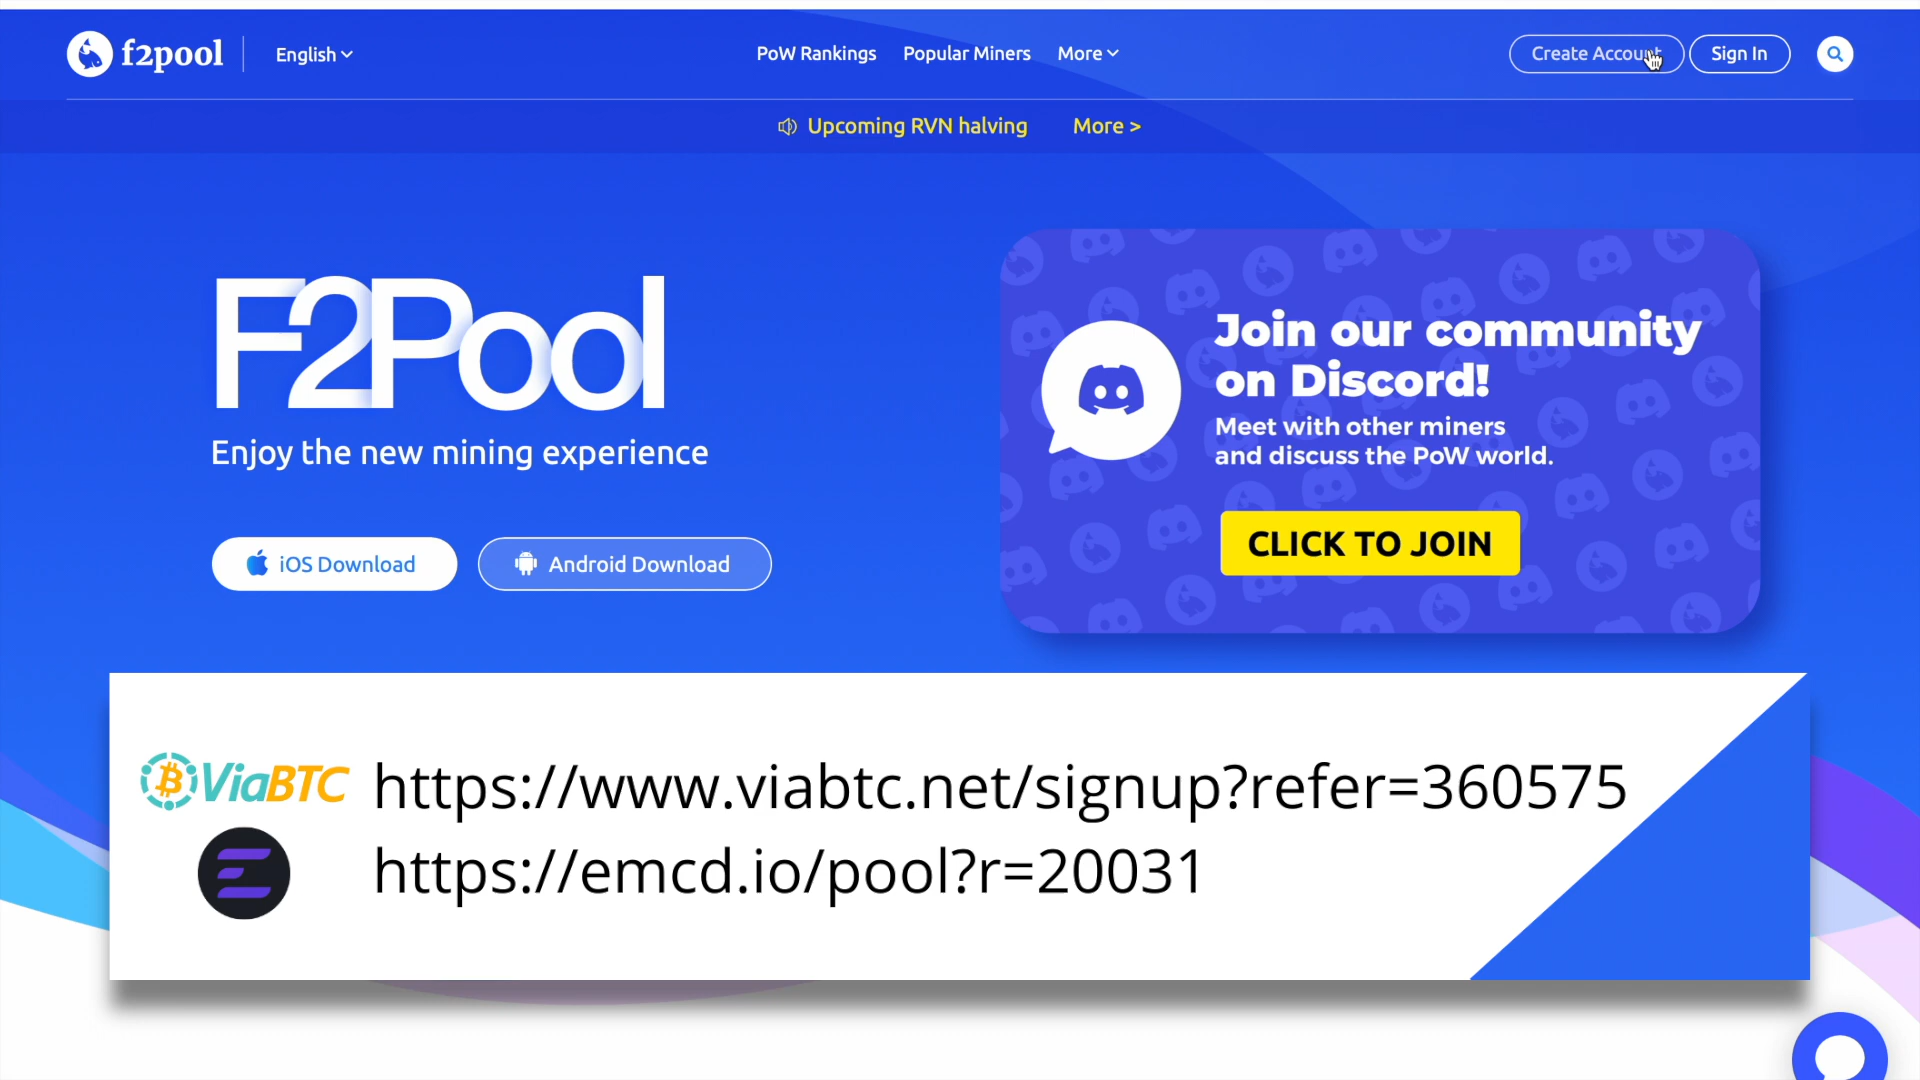 f2pool
English
PoW Rankings
Popular Miners
More
Create Account
Sign In
Upcoming RVN halving
More >
F2Pool
Enjoy the new mining experience
iOS Download
Android Download
Join our community
on Discord!
Meet with other miners
and discuss the PoW world.
CLICK TO JOIN
ViaBTC
https://www.viabtc.net/signup?refer=360575
https://emcd.io/pool?r=20031